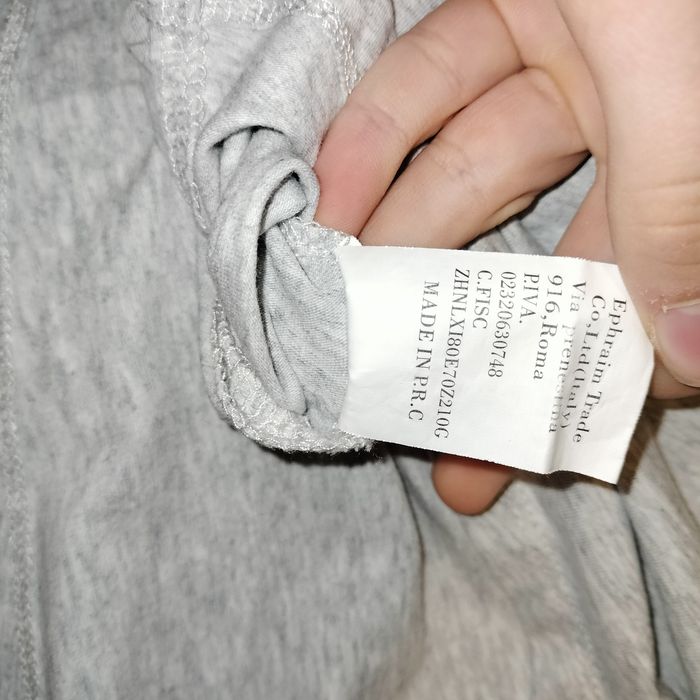 Ephraim Trade
Co,Ltd(Italy)
Via prenestina
916,Roma
P.IVA.
02320630748
C.FISC
ZHNLXI80E70Z210G
MADE IN P.R.C